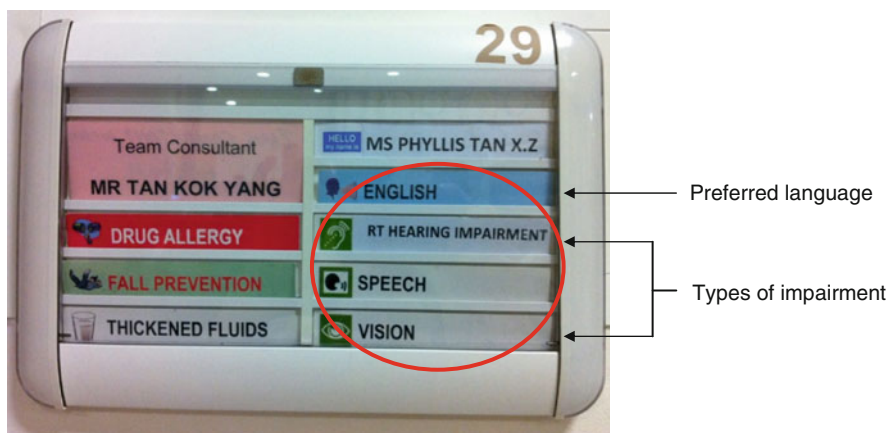 29
Team Consultant
MR TAN KOK YANG
DRUG ALLERGY
FALL PREVENTION
THICKENED FLUIDS
HELLO
MS PHYLLIS TAN X.Z
ENGLISH
RT HEARING IMPAIRMENT
SPEECH
VISION
Preferred language
Types of impairment